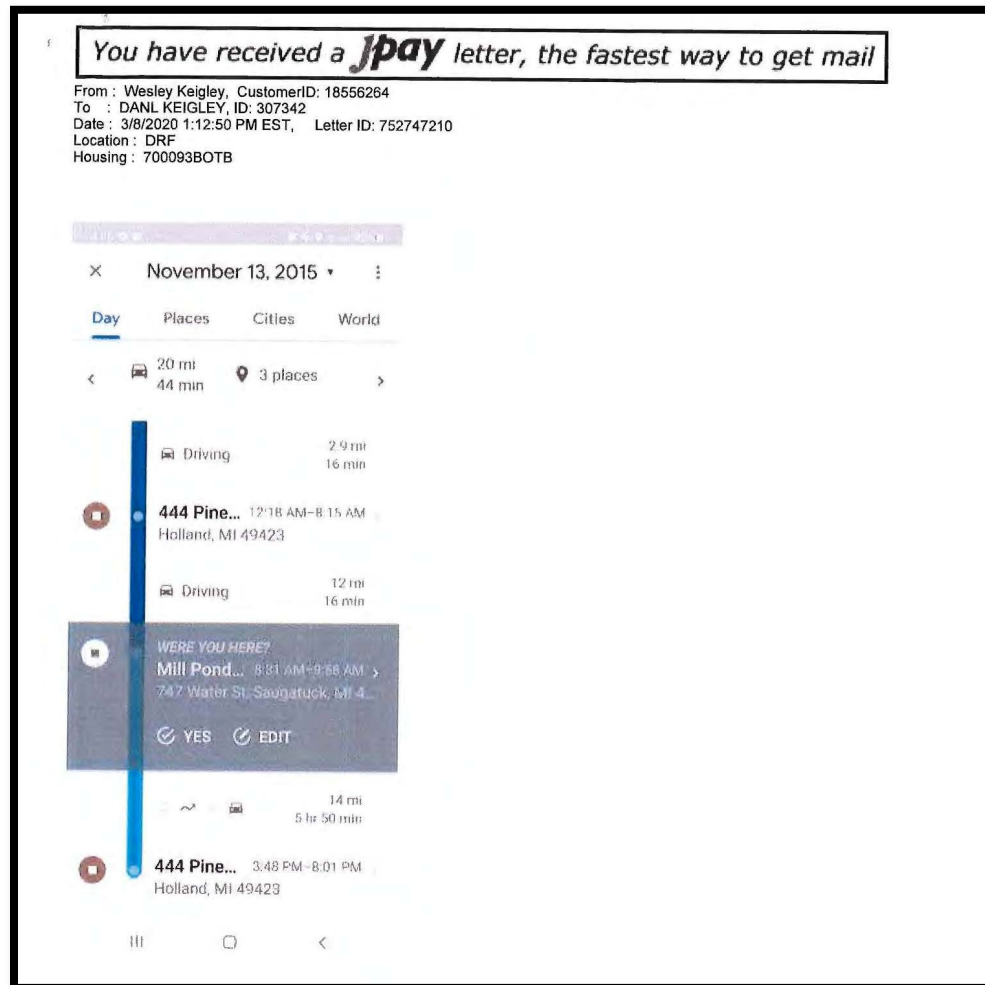 You have received a Jpay letter, the fastest way to get mail
From : Wesley Keigley, CustomerID: 18556264
To : DANL KEIGLEY, ID: 307342
Date : 3/8/2020 1:12:50 PM EST, Letter ID: 752747210
Location : DRF
Housing : 700093BOTB
November 13, 2015
Day Places Cities World
20 mi
44 min
3 places
Driving 2.9 mi
16 min
444 Pine... 12:18 AM–8:15 AM
Holland, MI 49423
Driving 12 mi
16 min
WERE YOU HERE?
Mill Pond... 8:31 AM–9:58 AM
747 Water St, Saugatuck, MI 4...
YES EDIT
14 mi
5 hr 50 min
444 Pine... 3:48 PM–8:01 PM
Holland, MI 49423